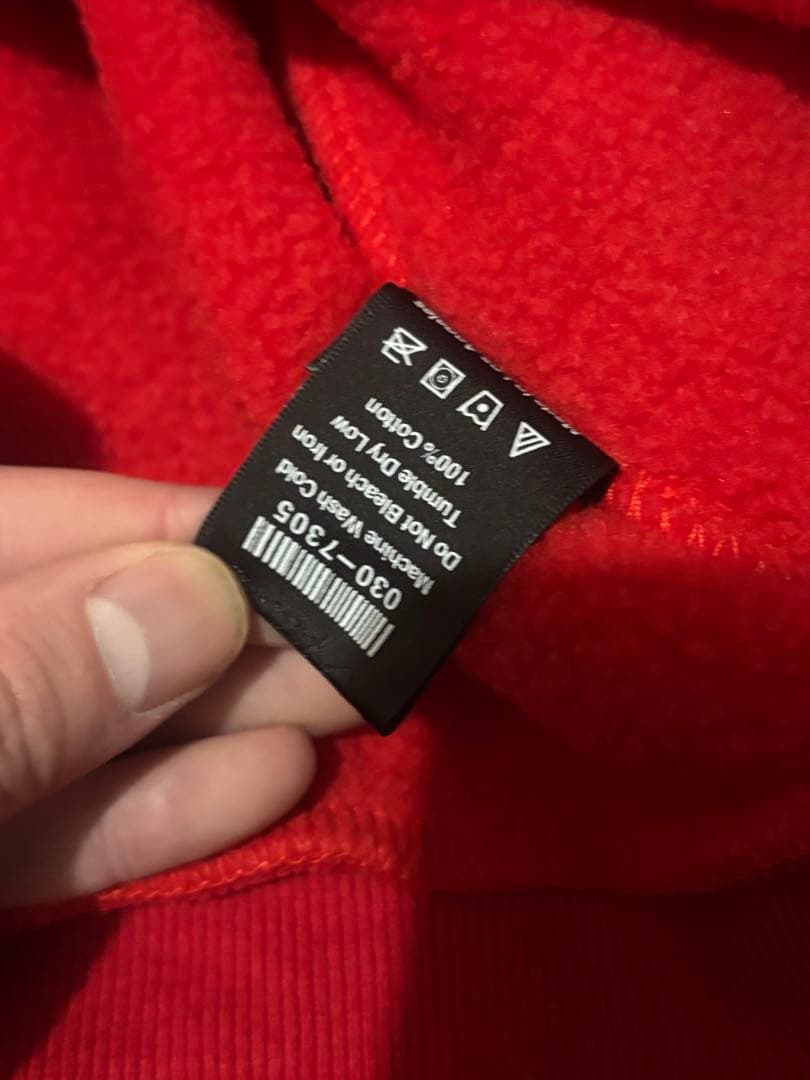 030–7305
Machine Wash Cold
Do Not Bleach or Iron
Tumble Dry Low
100% Cotton